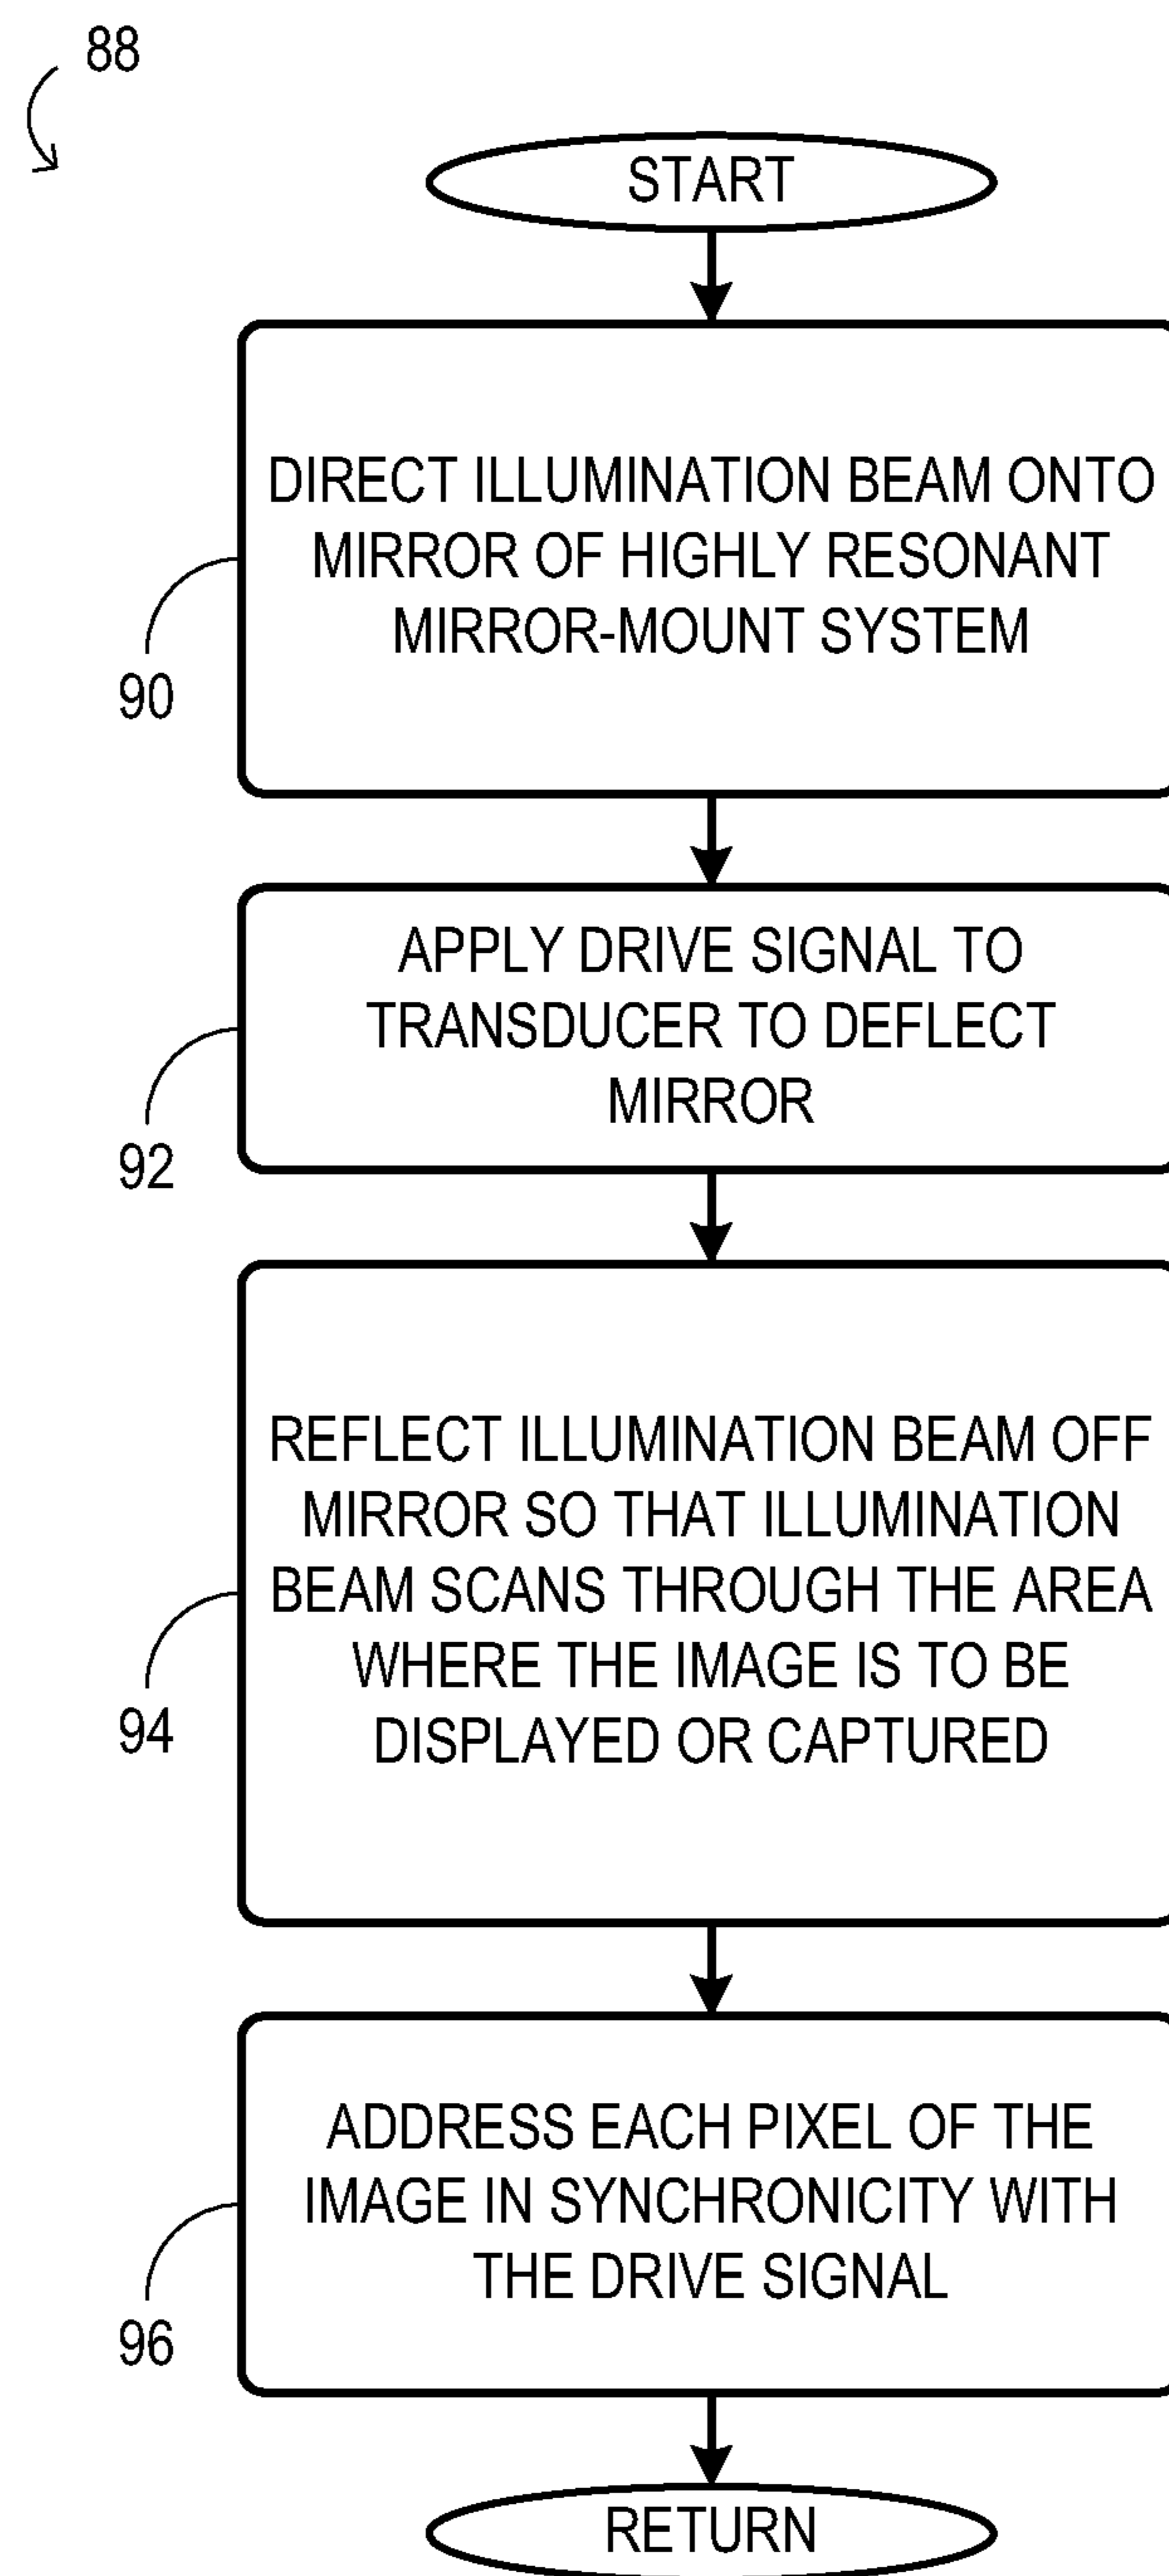 88
START
DIRECT ILLUMINATION BEAM ONTO
MIRROR OF HIGHLY RESONANT
MIRROR-MOUNT SYSTEM
90
APPLY DRIVE SIGNAL TO
TRANSDUCER TO DEFLECT
MIRROR
92
REFLECT ILLUMINATION BEAM OFF
MIRROR SO THAT ILLUMINATION
BEAM SCANS THROUGH THE AREA
WHERE THE IMAGE IS TO BE
DISPLAYED OR CAPTURED
94
ADDRESS EACH PIXEL OF THE
IMAGE IN SYNCHRONICITY WITH
THE DRIVE SIGNAL
96
RETURN